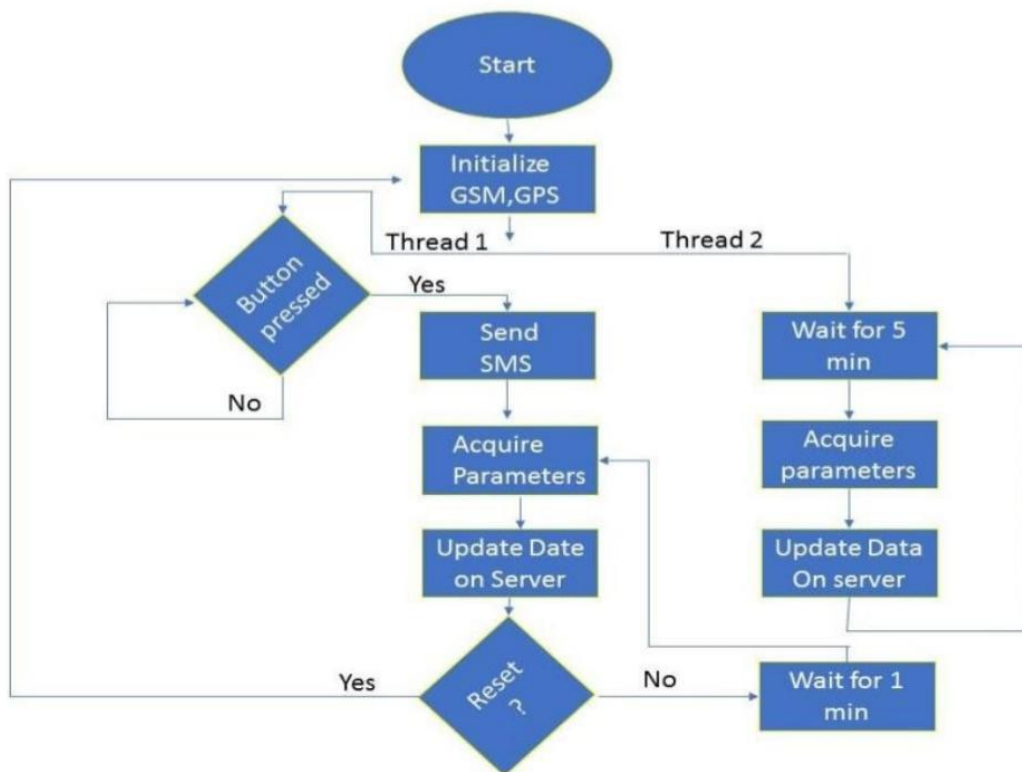 Start
Initialize
GSM,GPS
Thread 1
Thread 2
Button
pressed
Yes
No
Send
SMS
Wait for 5
min
Acquire
Parameters
Acquire
parameters
Update Date
on Server
Update Data
On server
Reset
?
Yes
No
Wait for 1
min